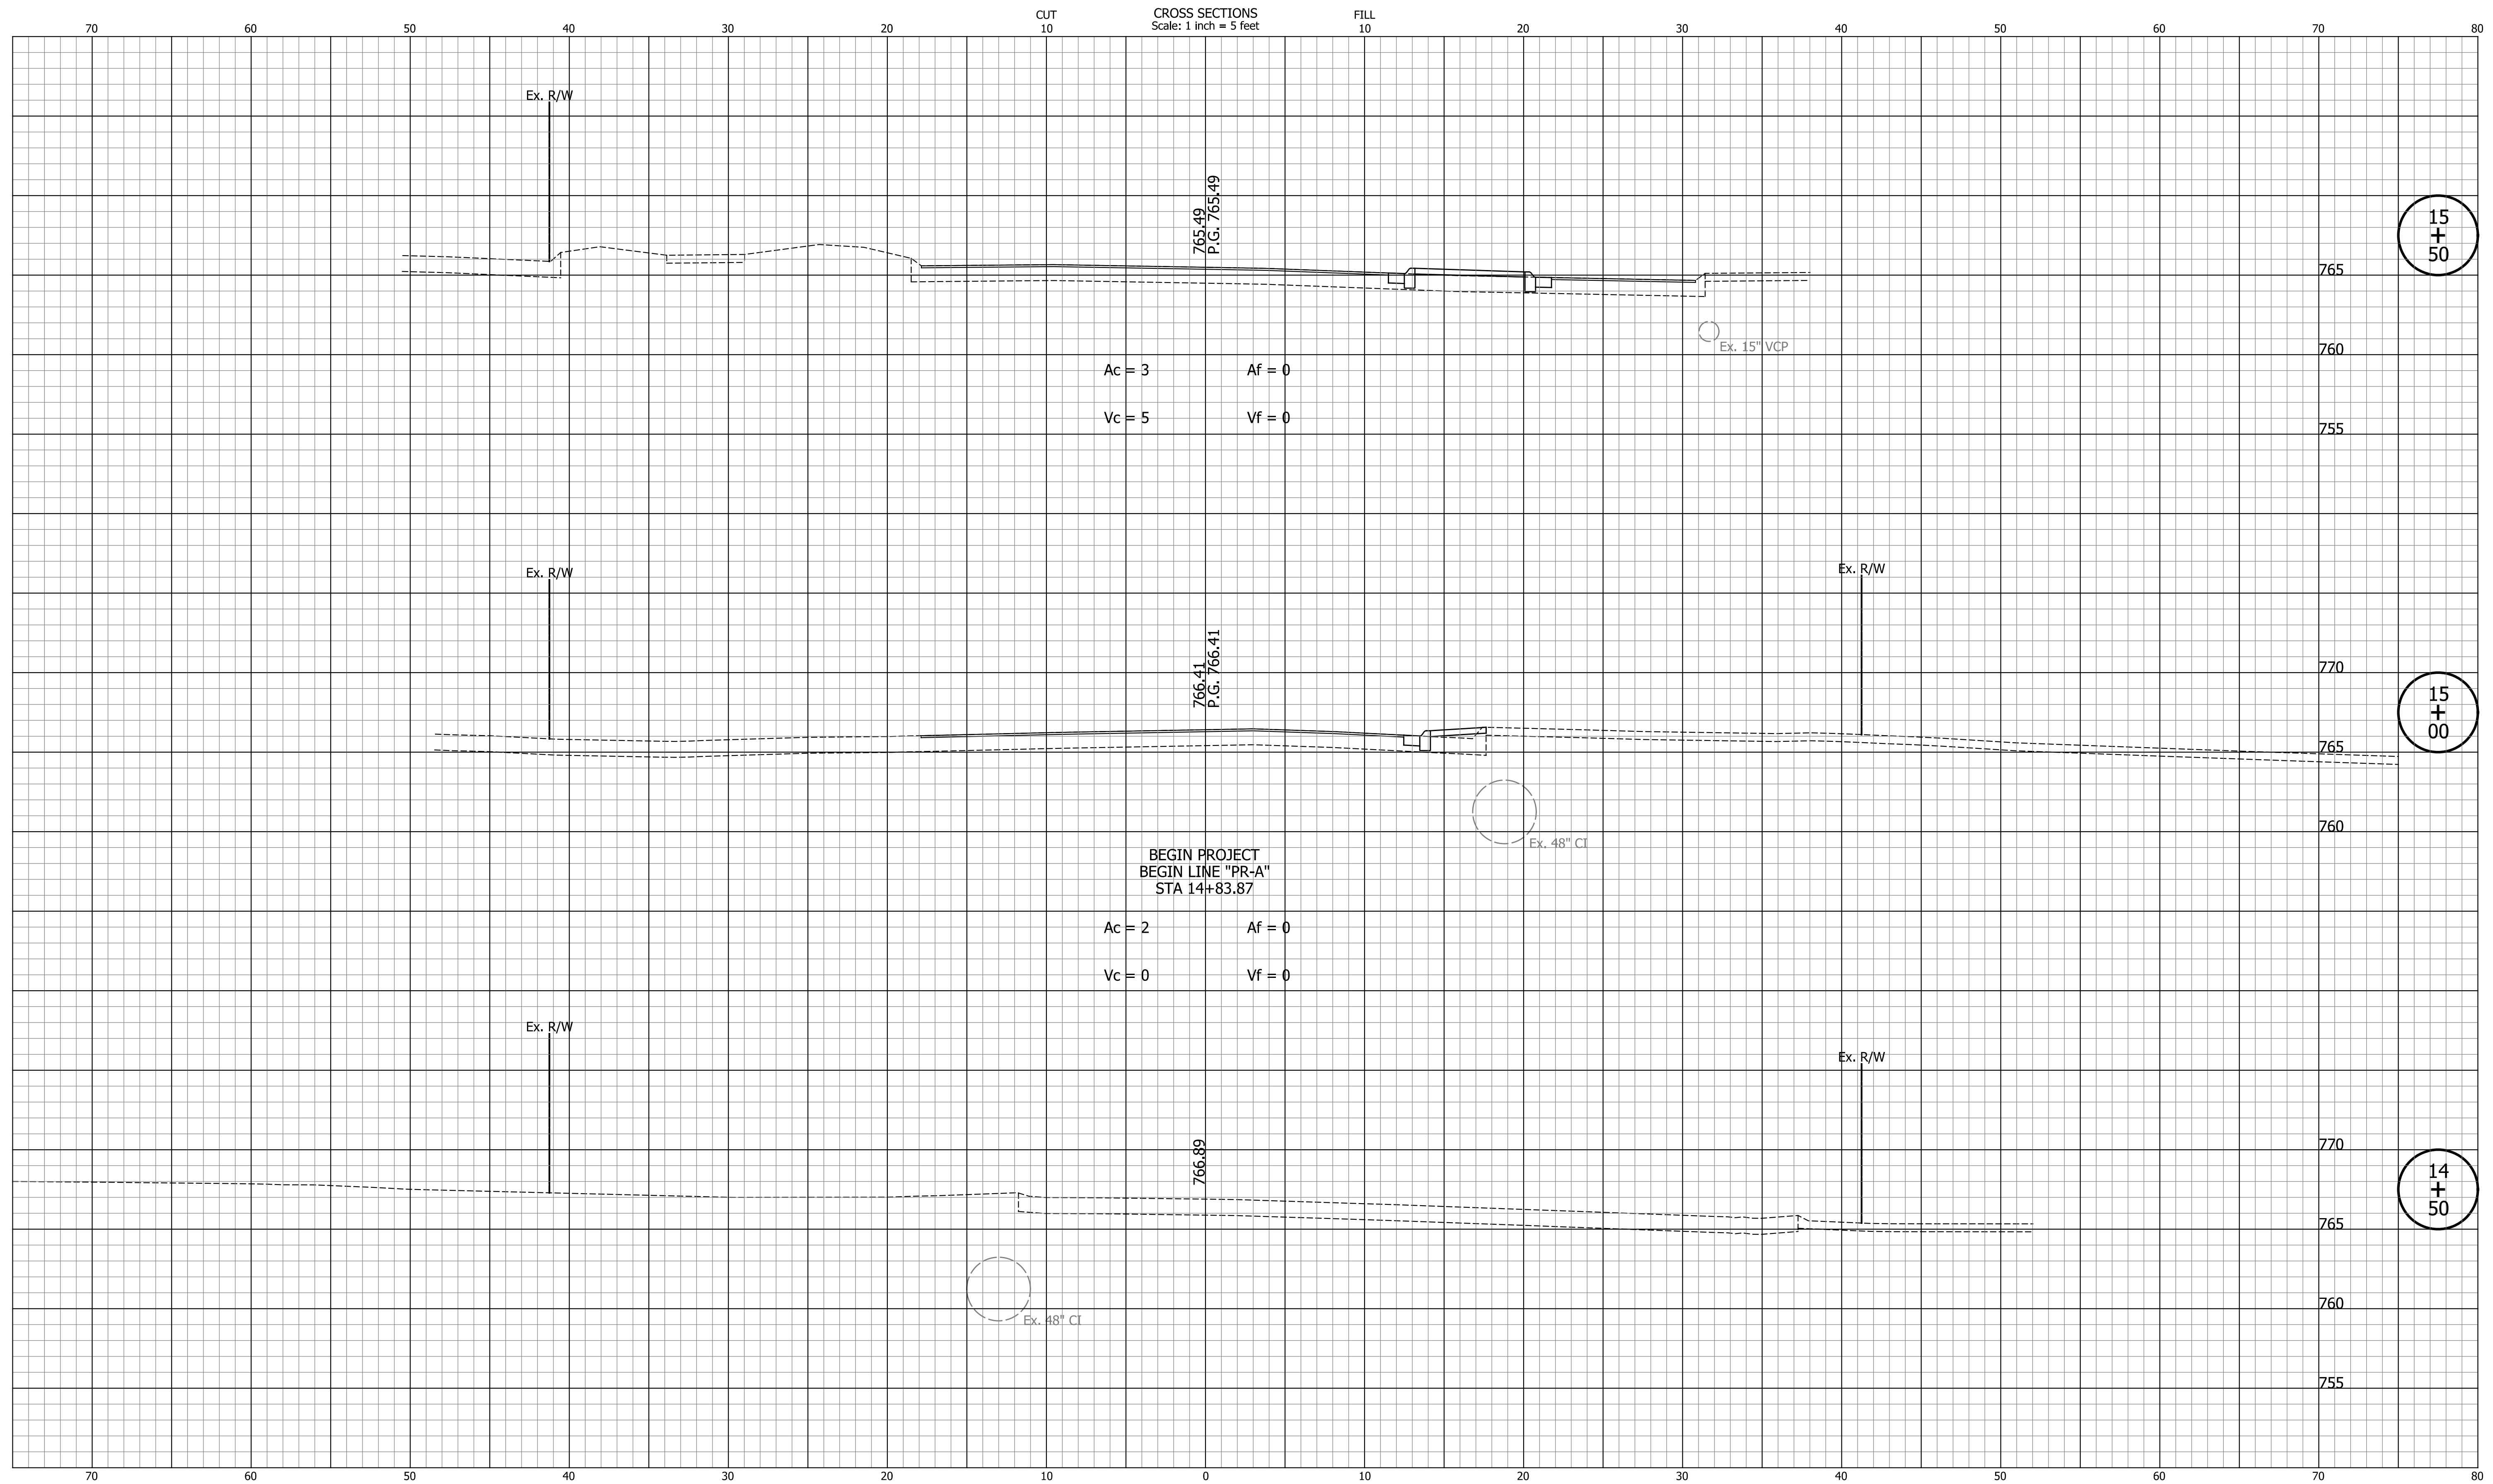 CUT CROSS SECTIONS FILL
Scale: 1 inch = 5 feet
70 60 50 40 30 20 10 0 10 20 30 40 50 60 70 80
Ex. R/W
765.49
P.G. 765.49
15
+
50
765
Ex. 15" VCP
760
Ac = 3 Af = 0
Vc = 5 Vf = 0
755
Ex. R/W Ex. R/W
766.41
P.G. 766.41
770
15
+
00
765
760
Ex. 48" CI
BEGIN PROJECT
BEGIN LINE "PR-A"
STA 14+83.87
Ac = 2 Af = 0
Vc = 0 Vf = 0
Ex. R/W Ex. R/W
766.89
770
14
+
50
765
760
Ex. 48" CI
755
70 60 50 40 30 20 10 0 10 20 30 40 50 60 70 80